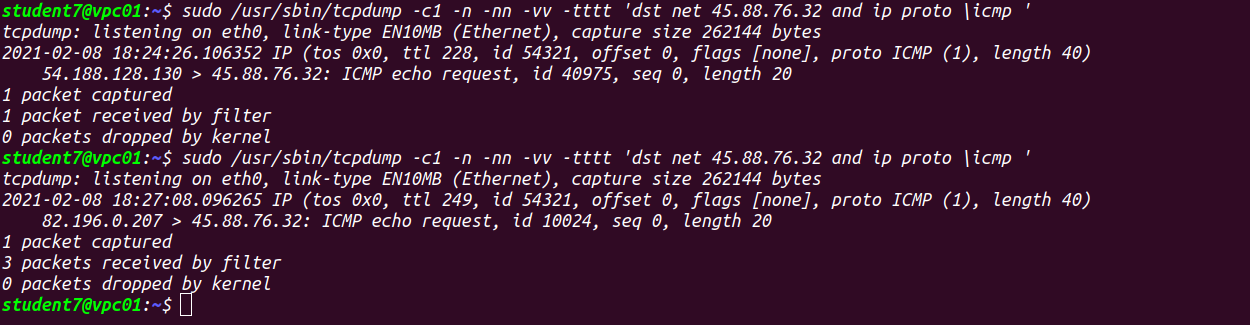 student7@vpc01:~$ sudo /usr/sbin/tcpdump -c1 -n -nn -vv -tttt 'dst net 45.88.76.32 and ip proto \icmp '
tcpdump: listening on eth0, link-type EN10MB (Ethernet), capture size 262144 bytes
2021-02-08 18:24:26.106352 IP (tos 0x0, ttl 228, id 54321, offset 0, flags [none], proto ICMP (1), length 40)
    54.188.128.130 > 45.88.76.32: ICMP echo request, id 40975, seq 0, length 20
1 packet captured
1 packet received by filter
0 packets dropped by kernel
student7@vpc01:~$ sudo /usr/sbin/tcpdump -c1 -n -nn -vv -tttt 'dst net 45.88.76.32 and ip proto \icmp '
tcpdump: listening on eth0, link-type EN10MB (Ethernet), capture size 262144 bytes
2021-02-08 18:27:08.096265 IP (tos 0x0, ttl 249, id 54321, offset 0, flags [none], proto ICMP (1), length 40)
    82.196.0.207 > 45.88.76.32: ICMP echo request, id 10024, seq 0, length 20
1 packet captured
3 packets received by filter
0 packets dropped by kernel
student7@vpc01:~$